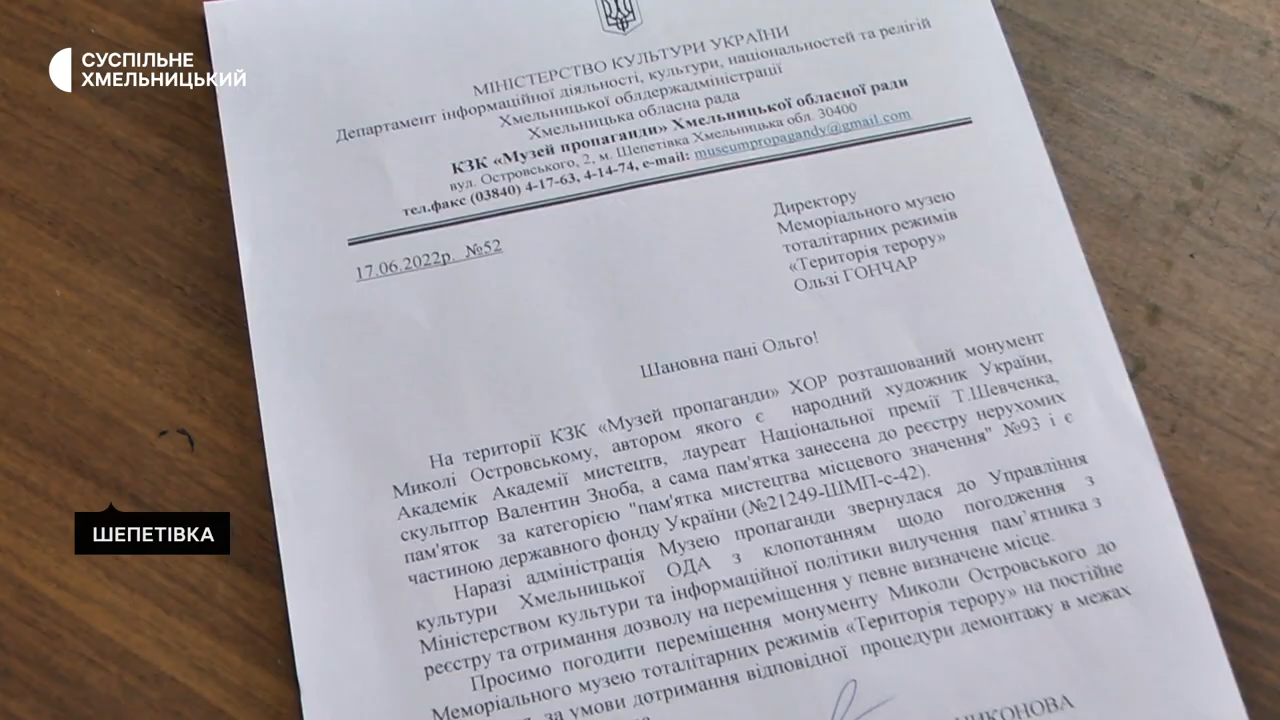 СУСПІЛЬНЕ
ХМЕЛЬНИЦЬКИЙ
МІНІСТЕРСТВО КУЛЬТУРИ УКРАЇНИ
Департамент інформаційної діяльності, культури, національностей та релігій
Хмельницької облдержадміністрації
Хмельницька обласна рада
КЗК «Музей пропаганди» Хмельницької обласної ради
вул. Островського, 2, м. Шепетівка Хмельницька обл. 30400
тел.факс (03840) 4-17-63, 4-14-74, e-mail: museumpropagandy@gmail.com
17.06.2022р. №52
Директору
Меморіального музею
тоталітарних режимів
«Територія терору»
Ользі ГОНЧАР
Шановна пані Ольго!
На території КЗК «Музей пропаганди» ХОР розташований монумент
Миколі Островському, автором якого є народний художник України,
Академік Академії мистецтв, лауреат Національної премії Т.Шевченка,
скульптор Валентин Зноба, а сама пам'ятка занесена до реєстру нерухомих
пам'яток за категорією "пам'ятка мистецтва місцевого значення" №93 і є
частиною державного фонду України (№21249-ШМП-с-42).
Наразі адміністрація Музею пропаганди звернулася до Управління
культури Хмельницької ОДА з клопотанням щодо погодження з
Міністерством культури та інформаційної політики вилучення пам’ятника з
реєстру та отримання дозволу на переміщення у певне визначене місце.
Просимо погодити переміщення монументу Миколи Островського до
Меморіального музею тоталітарних режимів «Територія терору» на постійне
за умови дотримання відповідної процедури демонтажу в межах
ШЕПЕТІВКА